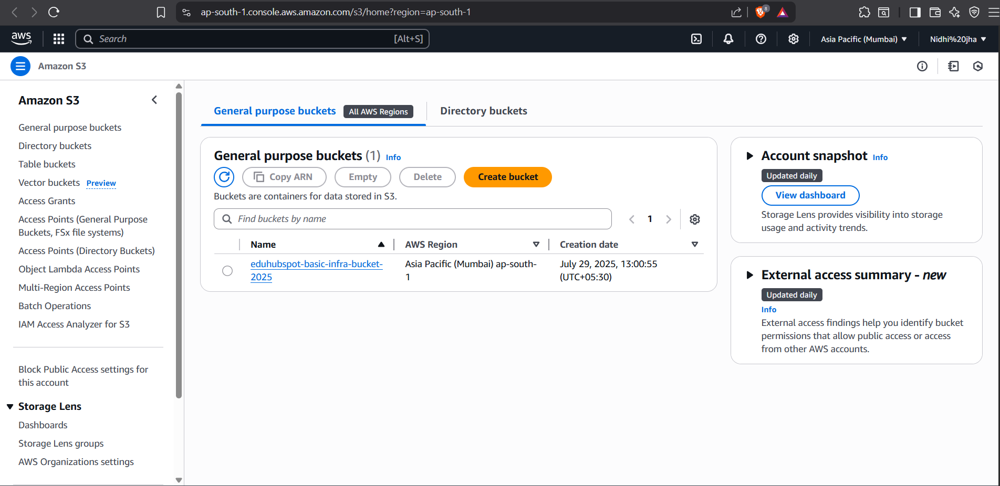 ap-south-1.console.aws.amazon.com/s3/home?region=ap-south-1
8
aws
Search
[Alt+S]
Asia Pacific (Mumbai)
Nidhi%20jha
Amazon S3
Amazon S3
General purpose buckets
Directory buckets
Table buckets
Vector buckets Preview
Access Grants
Access Points (General Purpose
Buckets, FSx file systems)
Access Points (Directory Buckets)
Object Lambda Access Points
Multi-Region Access Points
Batch Operations
IAM Access Analyzer for S3
Block Public Access settings for
this account
Storage Lens
Dashboards
Storage Lens groups
AWS Organizations settings
General purpose buckets All AWS Regions
Directory buckets
General purpose buckets (1) Info
Copy ARN
Empty
Delete
Create bucket
Buckets are containers for data stored in S3.
Find buckets by name
1
Name
AWS Region
Creation date
eduhubspot-basic-infra-bucket-
2025
Asia Pacific (Mumbai) ap-south-
1
July 29, 2025, 13:00:55
(UTC+05:30)
Account snapshot Info
Updated daily
View dashboard
Storage Lens provides visibility into storage
usage and activity trends.
External access summary - new
Updated daily
Info
External access findings help you identify bucket
permissions that allow public access or access
from other AWS accounts.